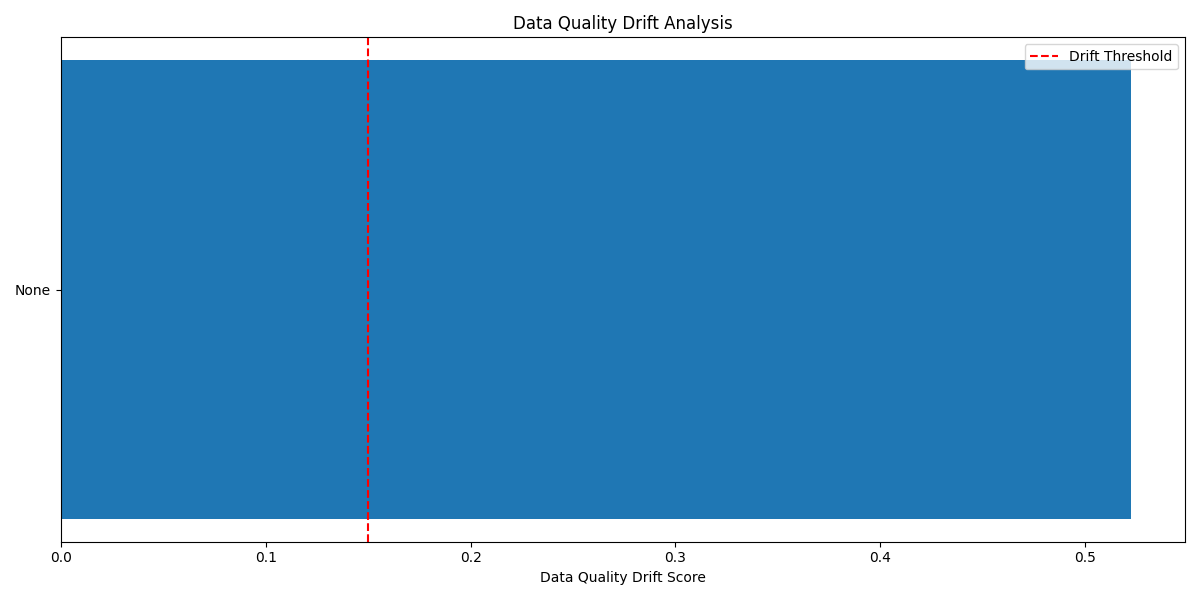 Data Quality Drift Analysis
Drift Threshold
None
0.0
0.1
0.2
0.3
0.4
0.5
Data Quality Drift Score